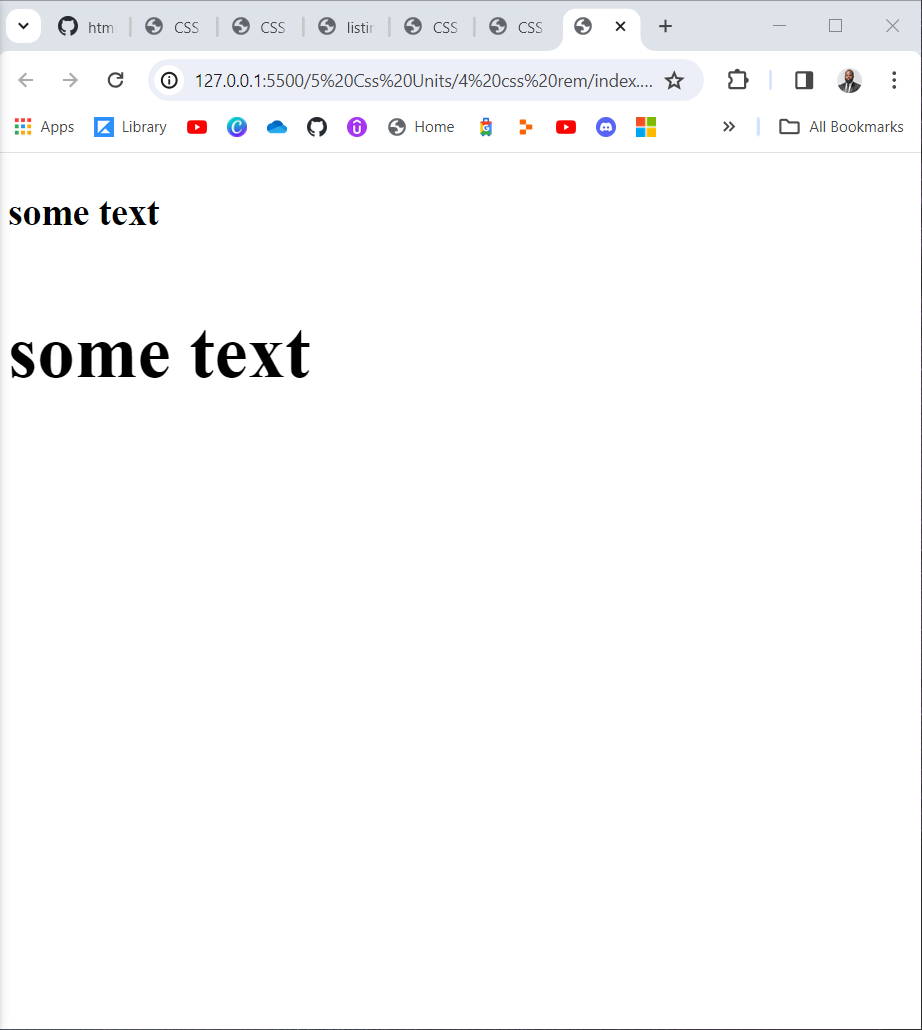 htm CSS CSS listin CSS CSS
127.0.0.1:5500/5%20Css%20Units/4%20css%20rem/index....
Apps Library Home All Bookmarks
some text
some text